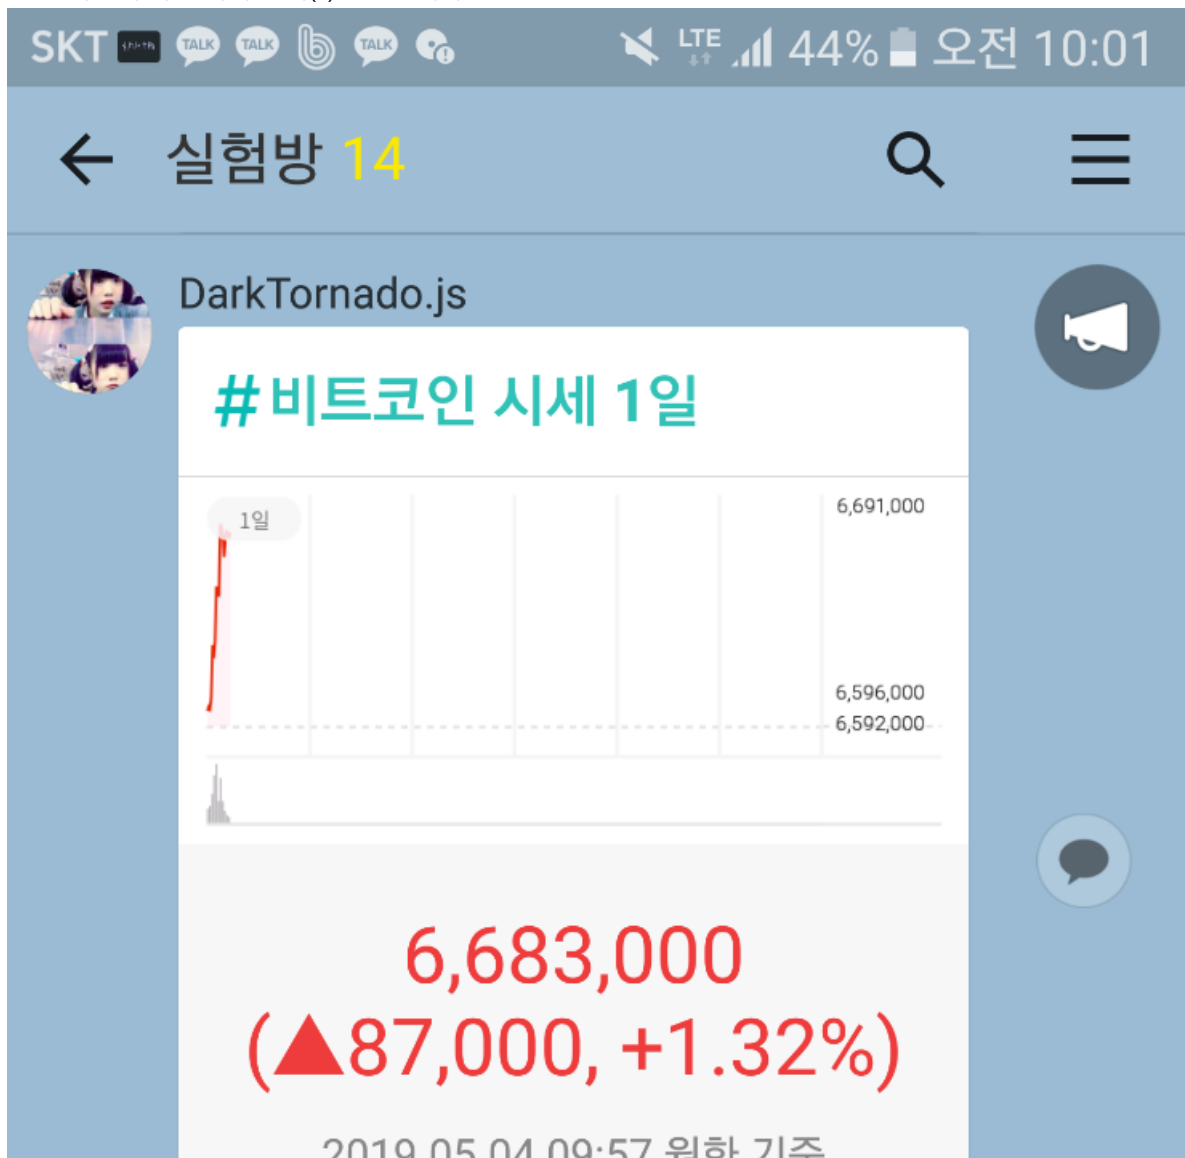 SKT TALK TALK TALK LTE 44% 오전 10:01
실험방 14
DarkTornado.js
#비트코인 시세 1일
1일
6,691,000
6,596,000
6,592,000
6,683,000
(▲87,000, +1.32%)
2019.05.04 09:57 원화 기준